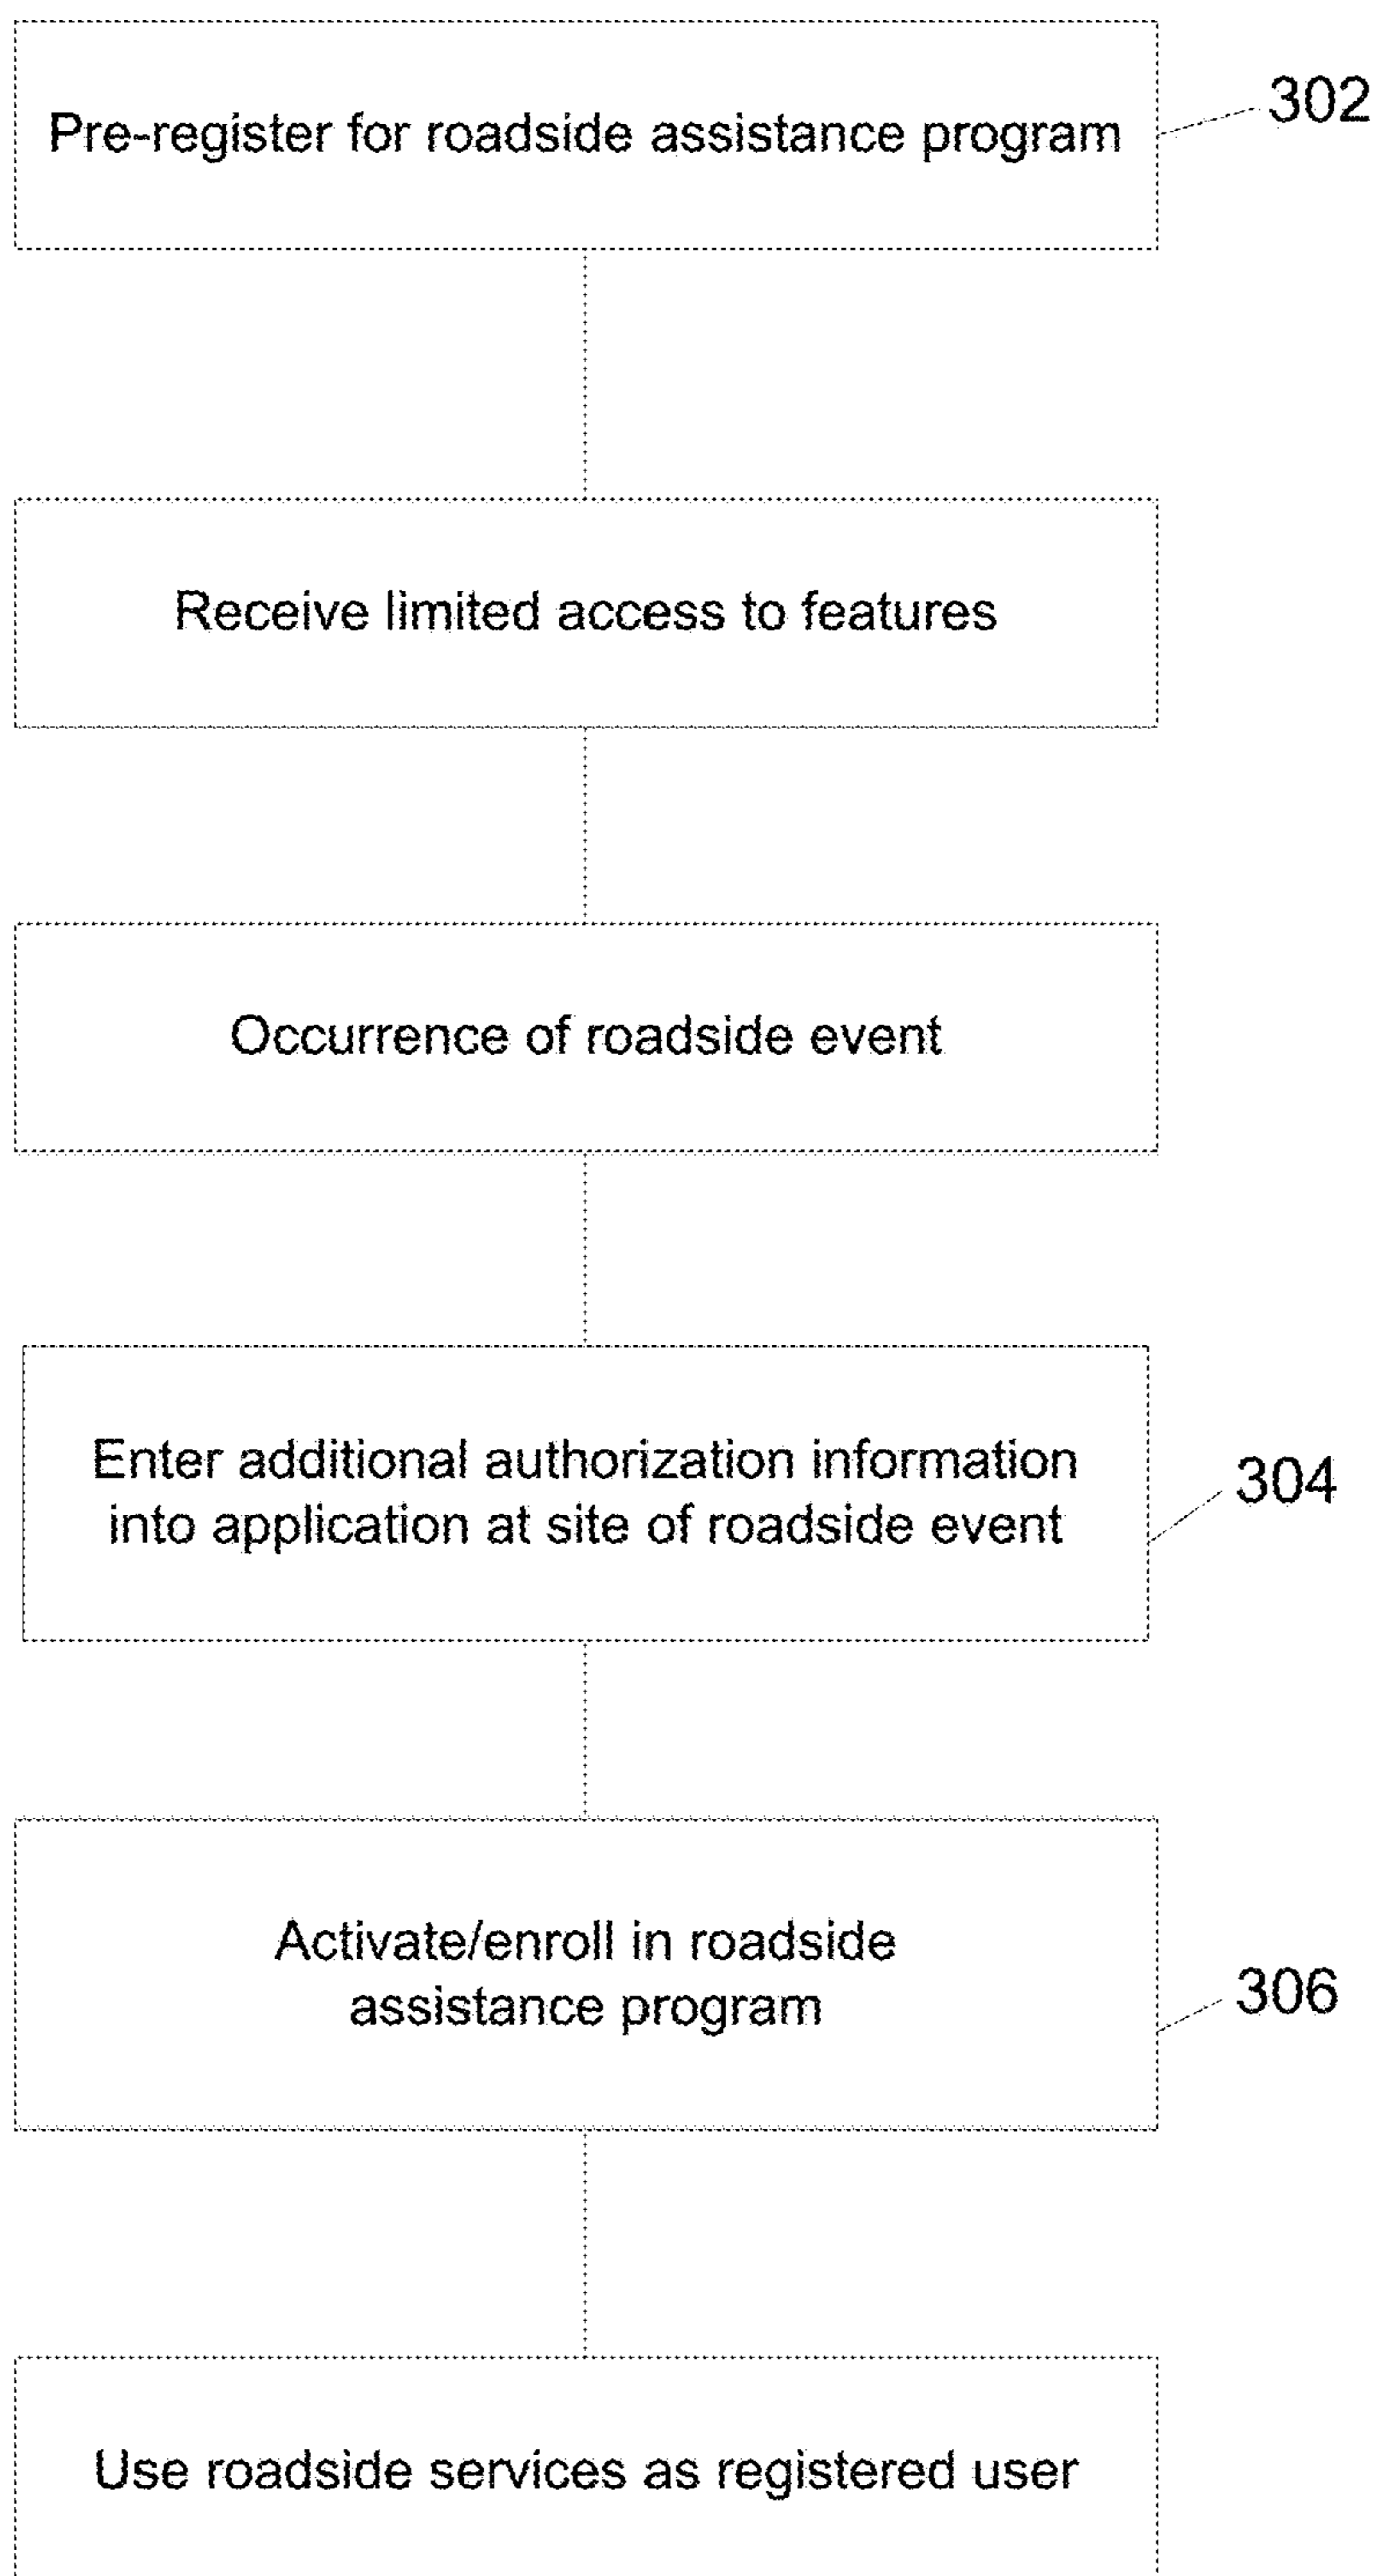 Pre-register for roadside assistance program
302
Receive limited access to features
Occurrence of roadside event
Enter additional authorization information
into application at site of roadside event
304
Activate/enroll in roadside
assistance program
306
Use roadside services as registered user